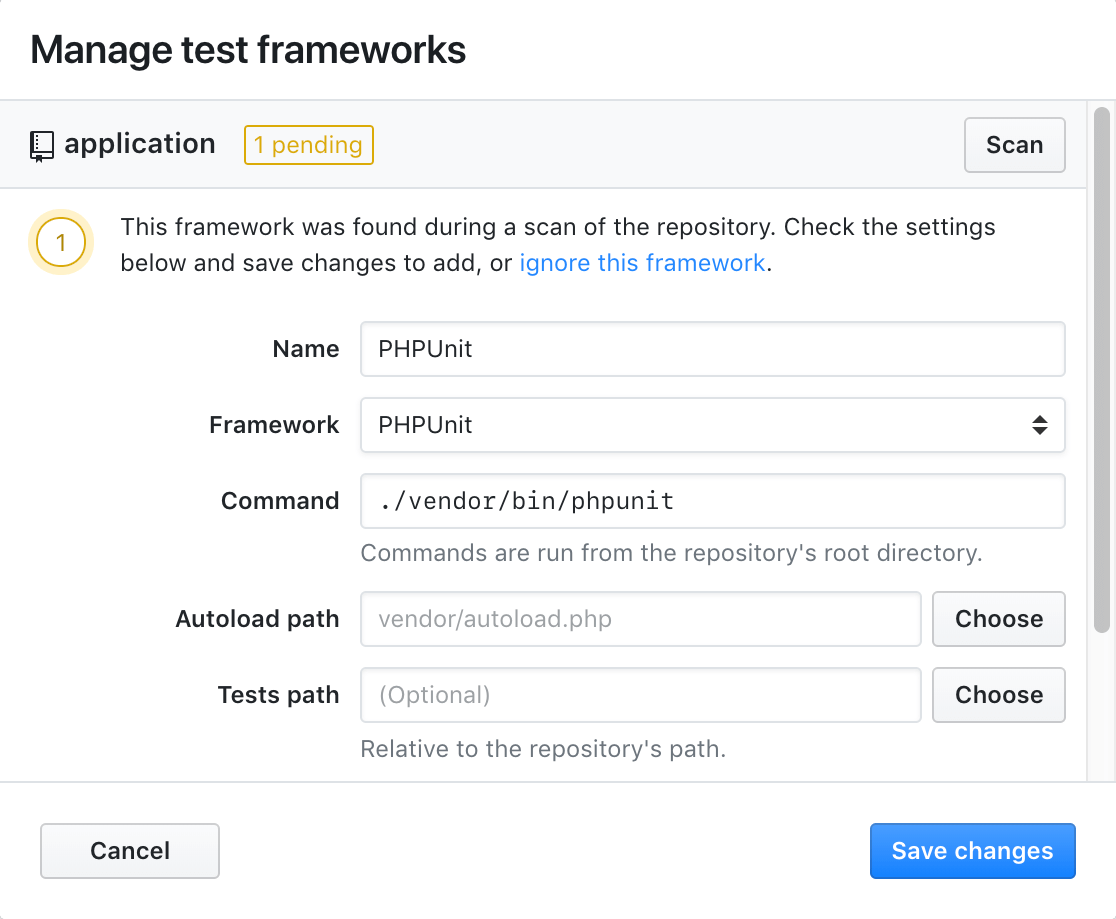 Manage test frameworks
application 1 pending Scan
1
This framework was found during a scan of the repository. Check the settings
below and save changes to add, or ignore this framework.
Name PHPUnit
Framework PHPUnit
Command ./vendor/bin/phpunit
Commands are run from the repository's root directory.
Autoload path vendor/autoload.php Choose
Tests path (Optional) Choose
Relative to the repository's path.
Cancel Save changes